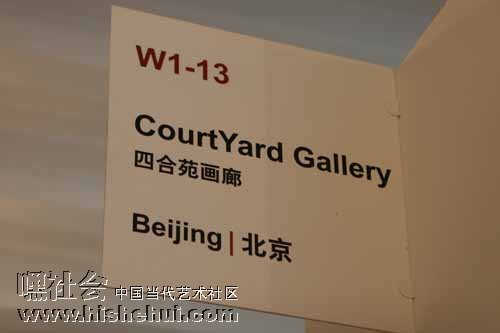 W1-13
CourtYard Gallery
四合苑画廊
Beijing | 北京
嘿社会 中国当代艺术社区
www.hishehui.com